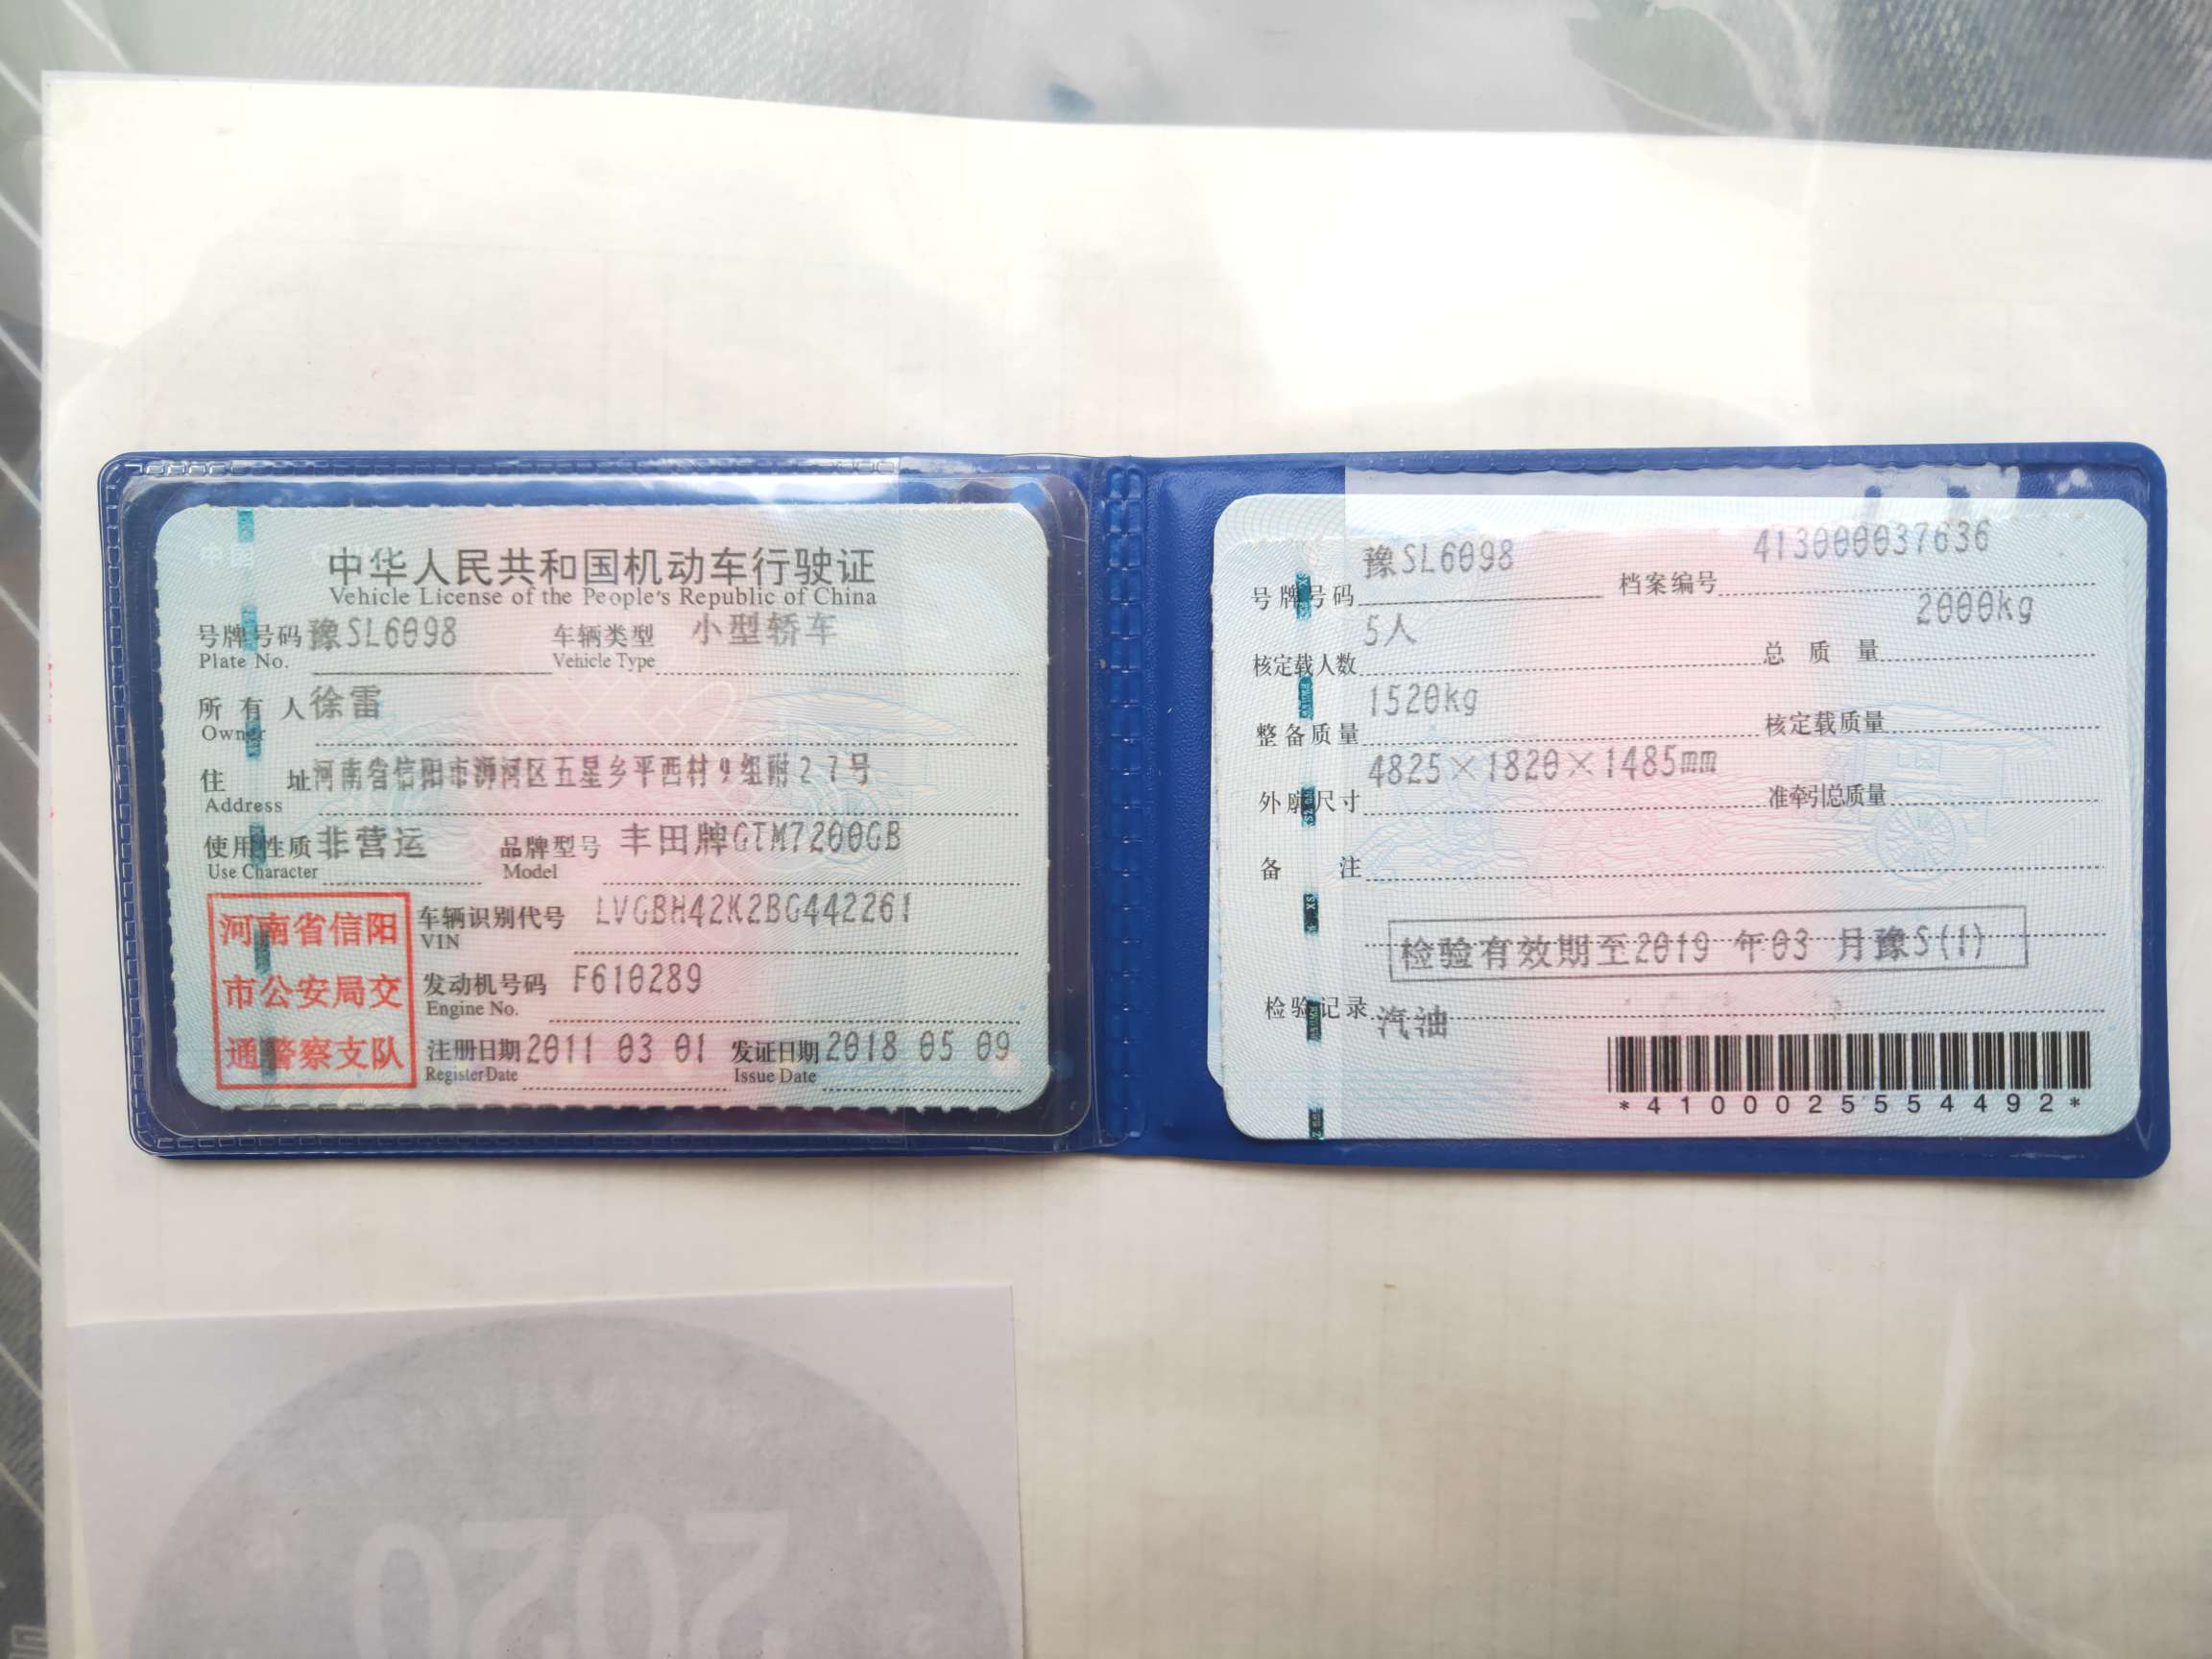 中华人民共和国机动车行驶证
Vehicle License of the People's Republic of China
号牌号码 豫SL6098 车辆类型 小型轿车
Plate No. Vehicle Type
所有人 徐雷
Owner
住址 河南省信阳市浉河区五星乡平西村9组附27号
Address
使用性质 非营运 品牌型号 丰田牌GTM7200GB
Use Character Model
河南省信阳
市公安局交
通警察支队
车辆识别代号 LVGBH42K2BG442261
VIN
发动机号码 F610289
Engine No.
注册日期 2011 03 01 发证日期 2018 05 09
Register Date Issue Date
号牌号码 豫SL6098 档案编号 413000037636
核定载人数 5人 总质量 2000kg
整备质量 1520kg 核定载质量
外廓尺寸 4825×1820×1485mm 准牵引总质量
备注
检验有效期至2019 年03 月豫S(1)
检验记录 汽油
*4100025554492*
2020